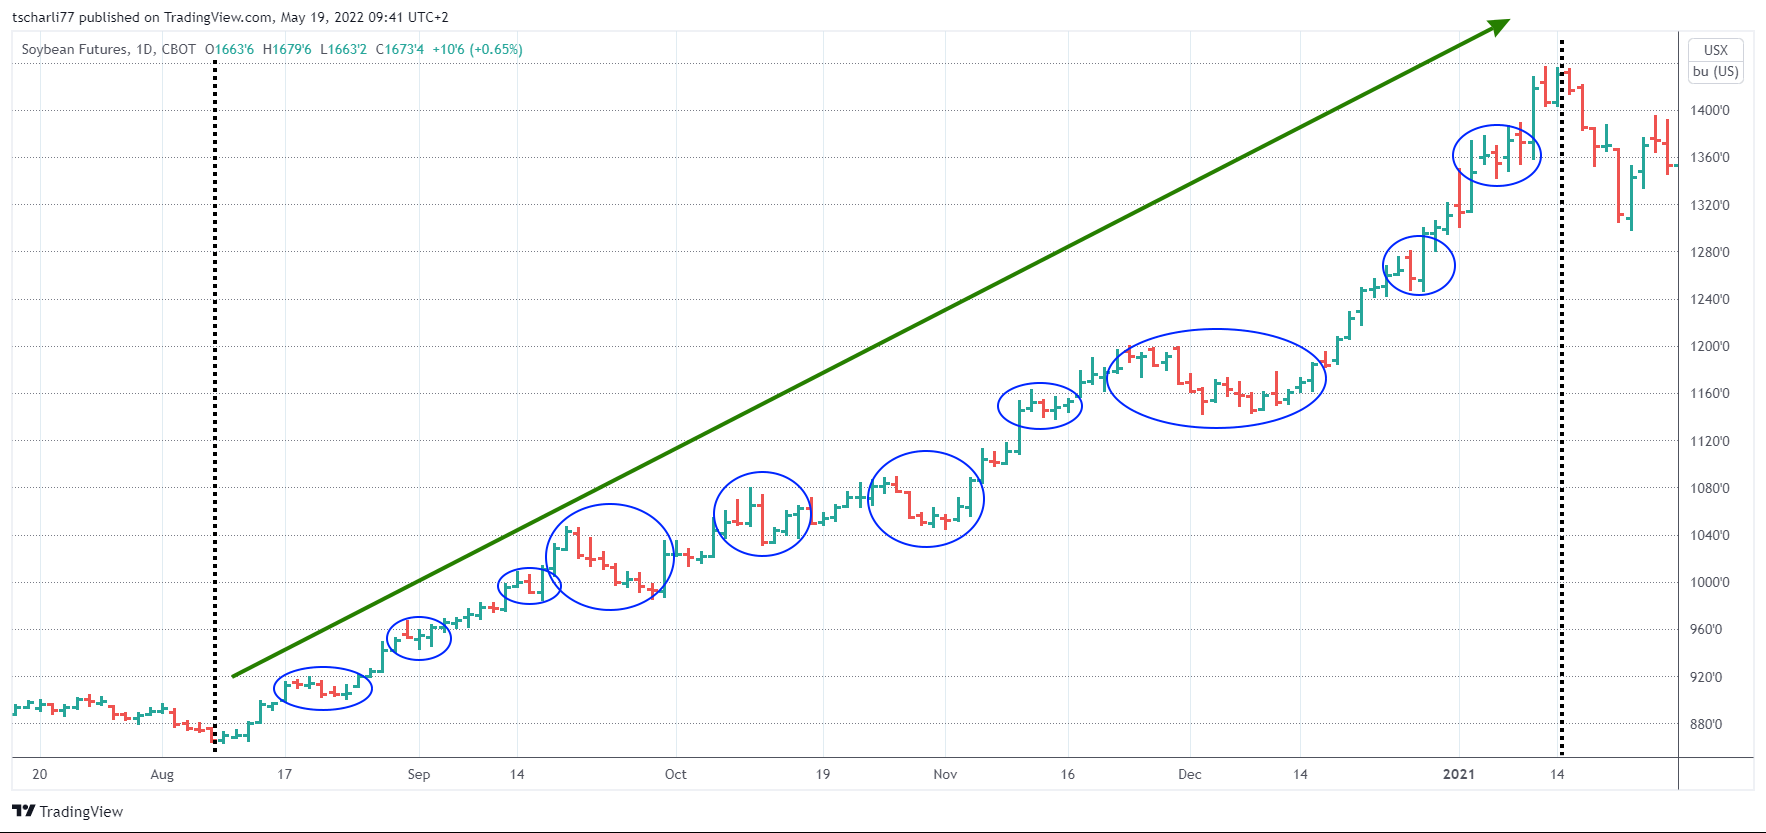 tscharli77 published on TradingView.com, May 19, 2022 09:41 UTC+2
Soybean Futures, 1D, CBOT O1663'6 H1679'6 L1663'2 C1673'4 +10'6 (+0.65%)
USX
bu (US)
1400'0
1360'0
1320'0
1280'0
1240'0
1200'0
1160'0
1120'0
1080'0
1040'0
1000'0
960'0
920'0
880'0
20 Aug 17 Sep 14 Oct 19 Nov 16 Dec 14 2021 14
TradingView